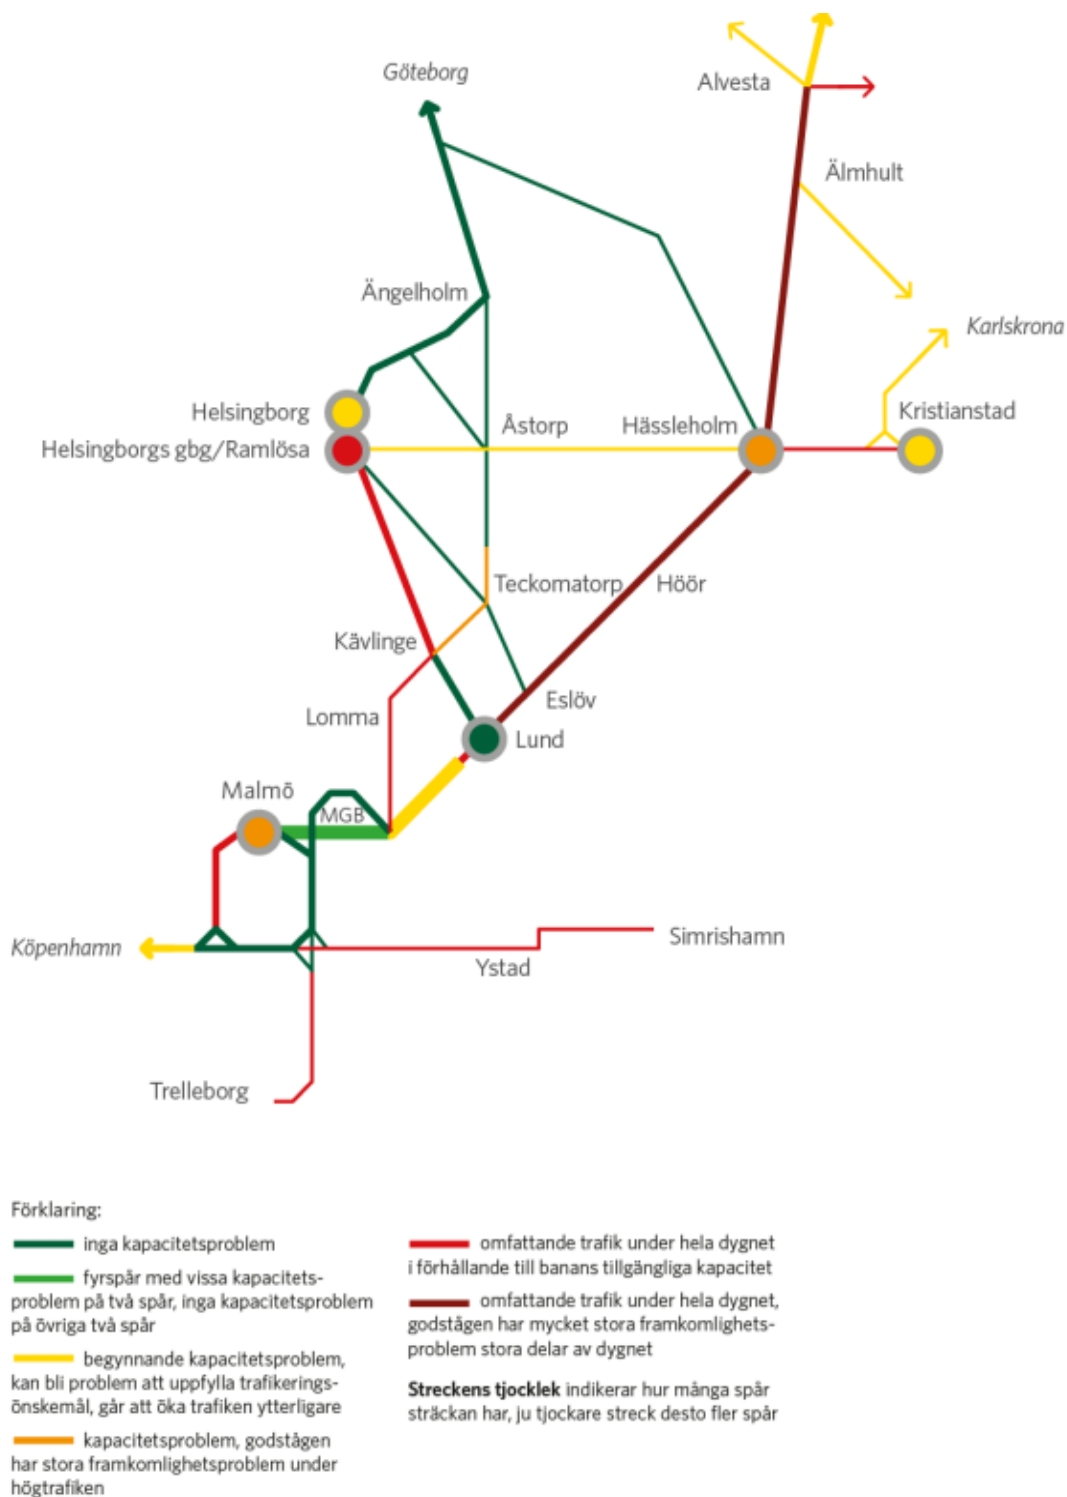 Göteborg
Alvesta
Älmhult
Ängelholm
Karlskrona
Helsingborg
Kristianstad
Åstorp
Hässleholm
Helsingborgs gbg/Ramlösa
Teckomatorp
Höör
Kävlinge
Eslöv
Lomma
Lund
Malmö
MGB
Köpenhamn
Simrishamn
Ystad
Trelleborg
Förklaring:
inga kapacitetsproblem
fyrspår med vissa kapacitets-
problem på två spår, inga kapacitetsproblem
på övriga två spår
begynnande kapacitetsproblem,
kan bli problem att uppfylla trafikerings-
önskemål, går att öka trafiken ytterligare
kapacitetsproblem, godstågen
har stora framkomlighetsproblem under
högtrafiken
omfattande trafik under hela dygnet
i förhållande till banans tillgängliga kapacitet
omfattande trafik under hela dygnet,
godstågen har mycket stora framkomlighets-
problem stora delar av dygnet
Streckens tjocklek indikerar hur många spår
sträckan har, ju tjockare streck desto fler spår